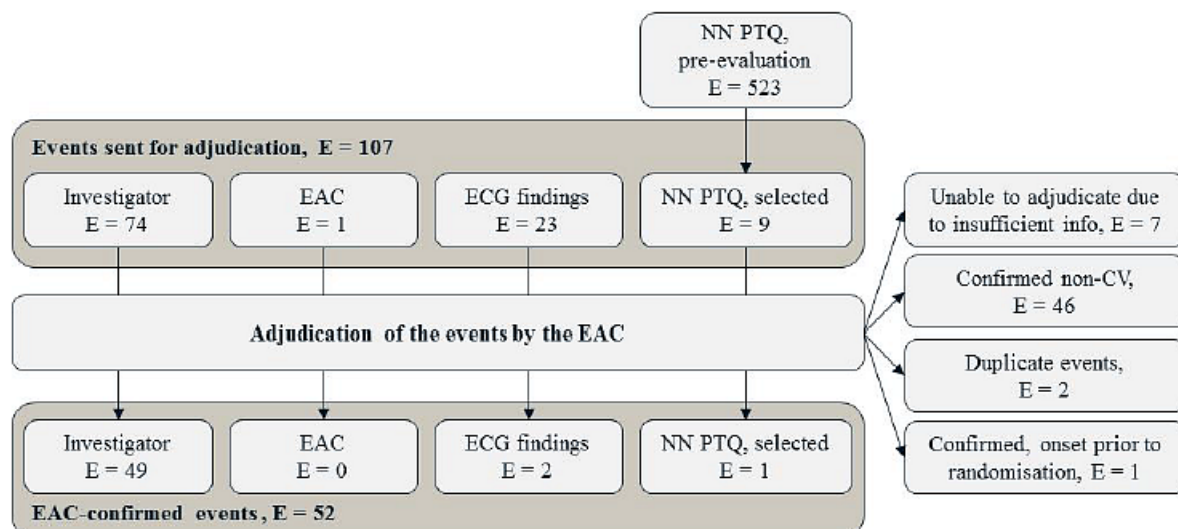 NN PTQ,
pre-evaluation
E = 523
Events sent for adjudication, E = 107
Investigator
E = 74
EAC
E = 1
ECG findings
E = 23
NN PTQ, selected
E = 9
Unable to adjudicate due
to insufficient info, E = 7
Confirmed non-CV,
E = 46
Adjudication of the events by the EAC
Duplicate events,
E = 2
Confirmed, onset prior to
randomisation, E = 1
Investigator
E = 49
EAC
E = 0
ECG findings
E = 2
NN PTQ, selected
E = 1
EAC-confirmed events, E = 52